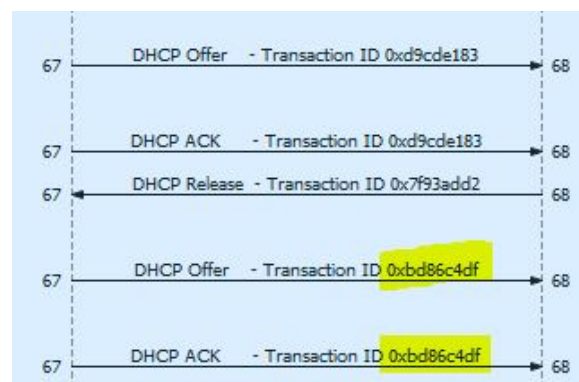 67 DHCP Offer - Transaction ID 0xd9cde183 68
67 DHCP ACK - Transaction ID 0xd9cde183 68
67 DHCP Release - Transaction ID 0x7f93add2 68
67 DHCP Offer - Transaction ID 0xbd86c4df 68
67 DHCP ACK - Transaction ID 0xbd86c4df 68